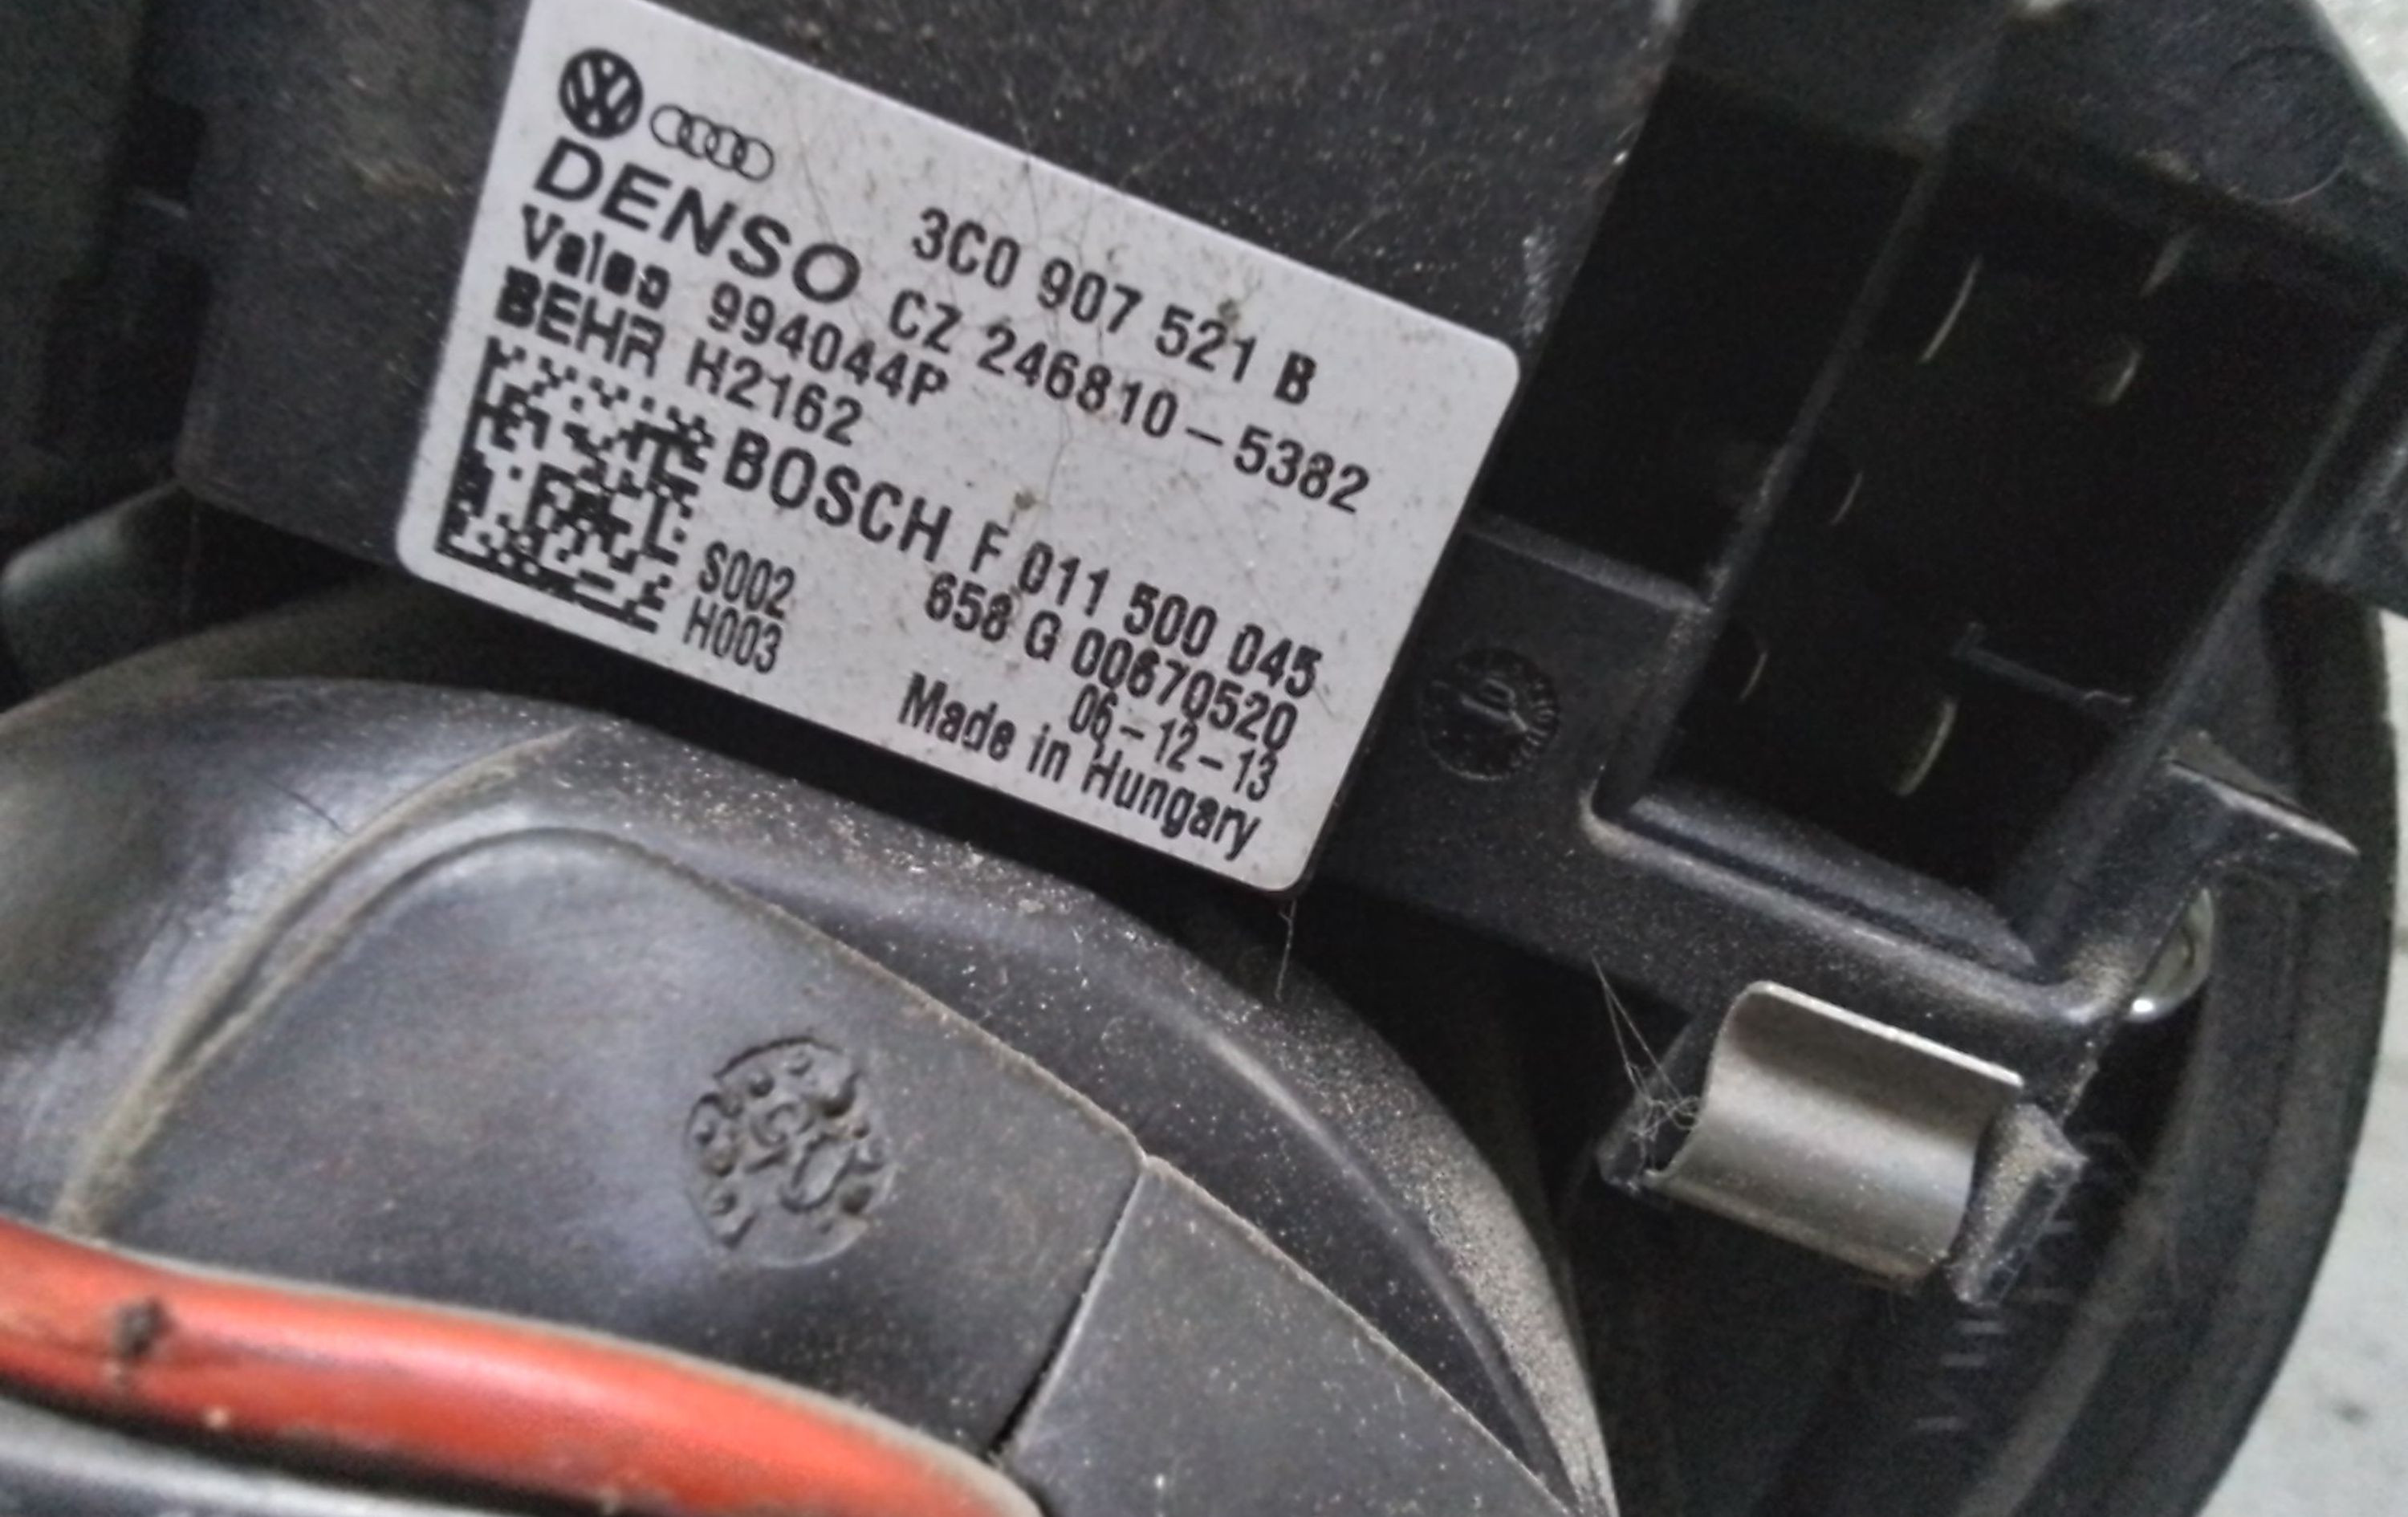 3C0 907 521 B
DENSO CZ 246810-5382
Valeo 994044P
BEHR H2162
BOSCH F 011 500 045
S002 658 G 00670520
H003 06-12-13
Made in Hungary